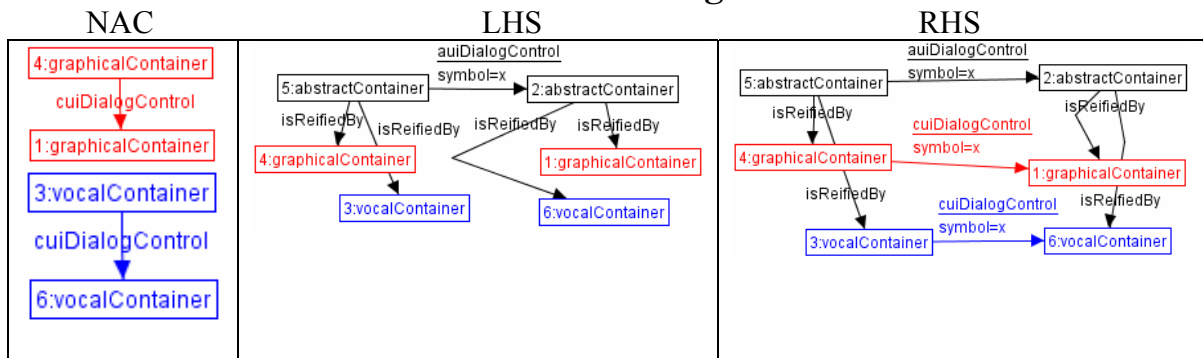 NAC
LHS
RHS
4:graphicalContainer
cuiDialogControl
1:graphicalContainer
3:vocalContainer
cuiDialogControl
6:vocalContainer
auiDialogControl
symbol=x
5:abstractContainer
2:abstractContainer
isReifiedBy
isReifiedBy
isReifiedBy
isReifiedBy
4:graphicalContainer
1:graphicalContainer
3:vocalContainer
6:vocalContainer
auiDialogControl
symbol=x
5:abstractContainer
2:abstractContainer
isReifiedBy
isReifiedBy
cuiDialogControl
symbol=x
4:graphicalContainer
1:graphicalContainer
isReifiedBy
isReifiedBy
cuiDialogControl
symbol=x
3:vocalContainer
6:vocalContainer